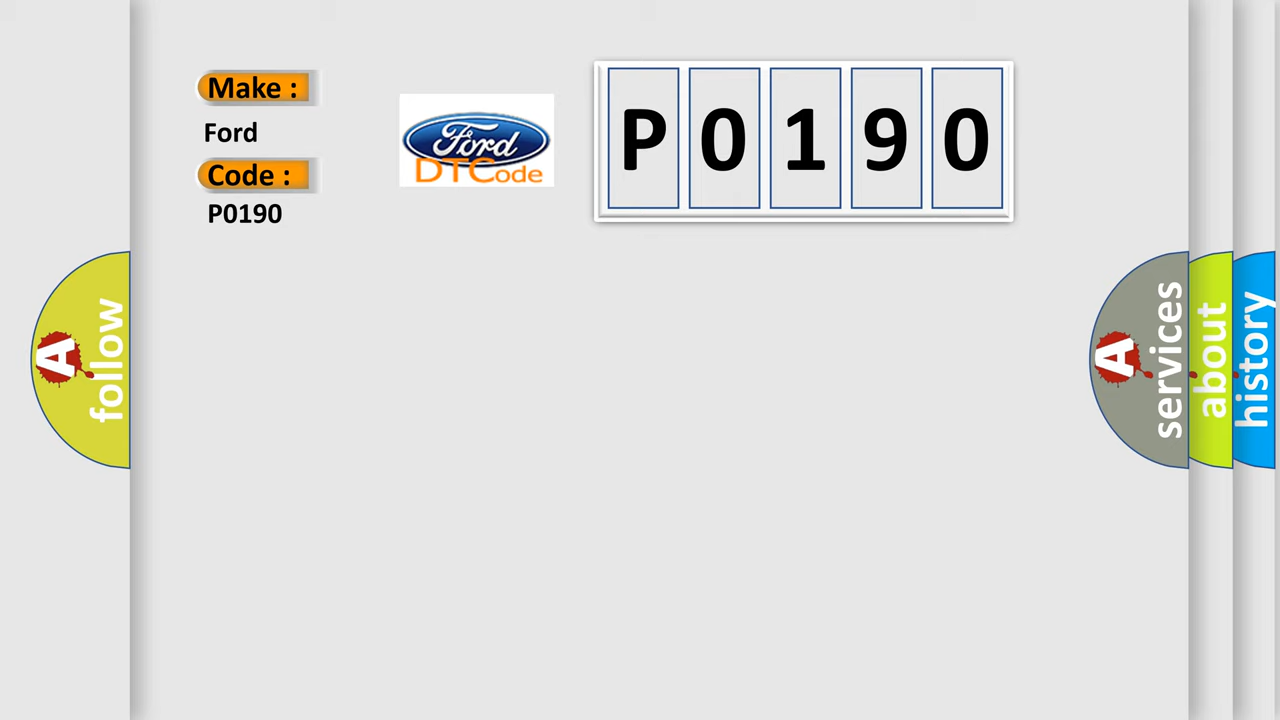 Make :
Ford
Code :
P0190
Ford
DTCode
P0190
A follow
A services
about
history